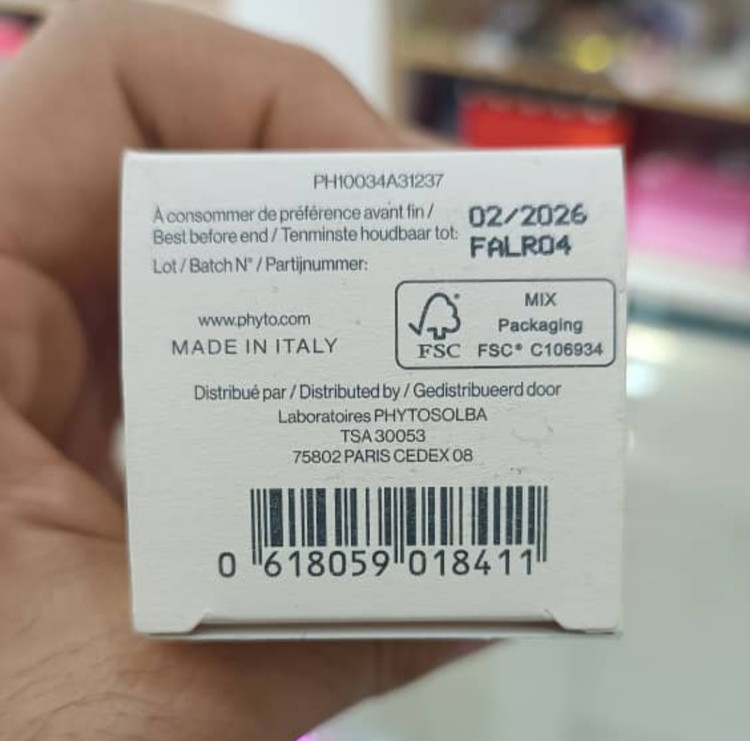 PH10034A31237
À consommer de préférence avant fin /
Best before end / Tenminste houdbaar tot:
02/2026
Lot / Batch N° / Partijnummer:
FALR04
www.phyto.com
MADE IN ITALY
FSC
MIX
Packaging
FSC® C106934
Distribué par / Distributed by / Gedistribueerd door
Laboratoires PHYTOSOLBA
TSA 30053
75802 PARIS CEDEX 08
0 618059 018411